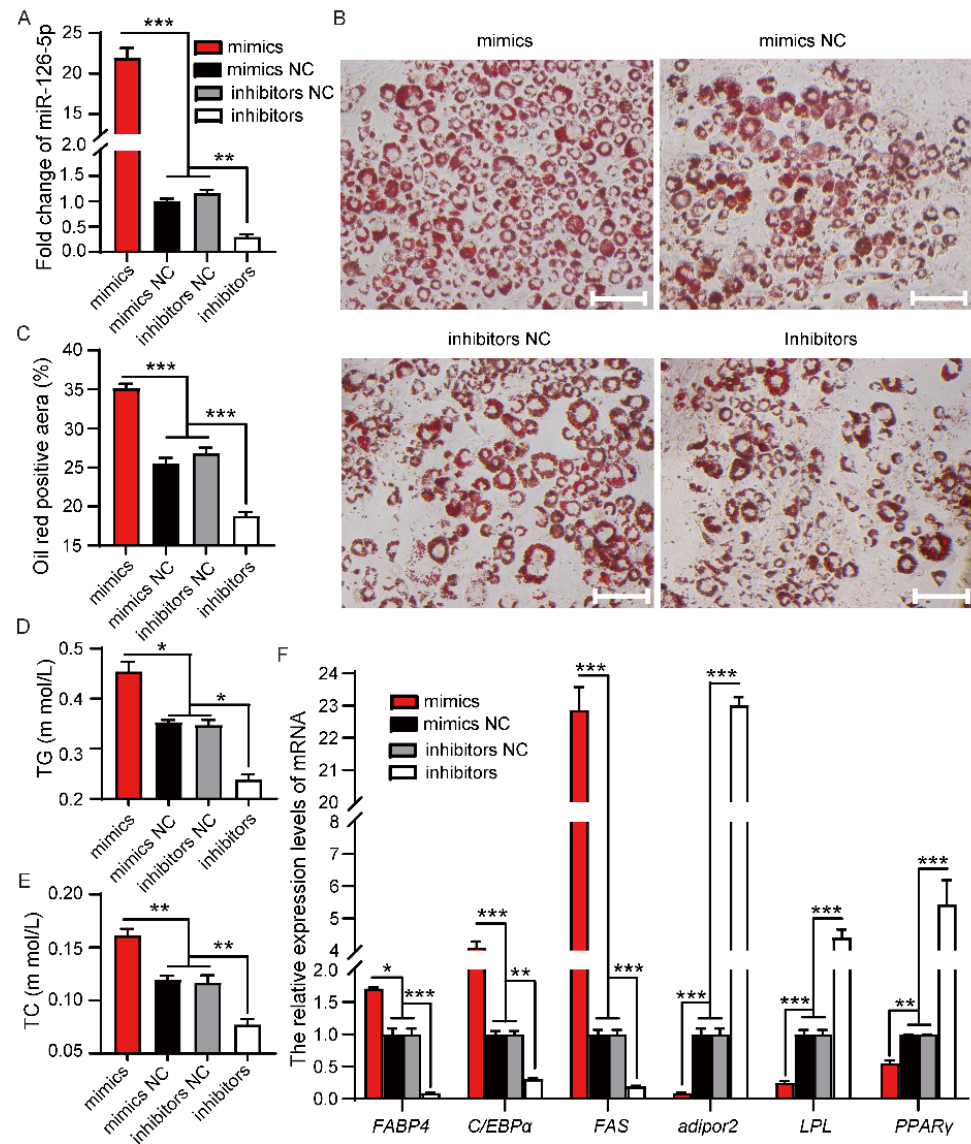 A
***
25
20
15
10
5
2.0
1.5
1.0
0.5
0.0
Fold change of miR-126-5p
mimics
mimics NC
inhibitors NC
inhibitors
**
mimics
mimics NC
inhibitors NC
inhibitors
B
mimics
mimics NC
inhibitors NC
Inhibitors
C
40
35
30
25
20
15
Oil red positive aera (%)
***
***
mimics
mimics NC
inhibitors NC
inhibitors
D
0.5
0.4
0.3
0.2
TG (m mol/L)
*
*
mimics
mimics NC
inhibitors NC
inhibitors
E
0.20
0.15
0.10
0.05
TC (m mol/L)
**
**
mimics
mimics NC
inhibitors NC
inhibitors
F
24
23
22
21
20
8
7
6
5
4
2.0
1.5
1.0
0.5
0.0
The relative expression levels of mRNA
mimics
mimics NC
inhibitors NC
inhibitors
*
***
***
**
***
***
***
***
***
***
**
***
FABP4
C/EBPα
FAS
adipor2
LPL
PPARγ